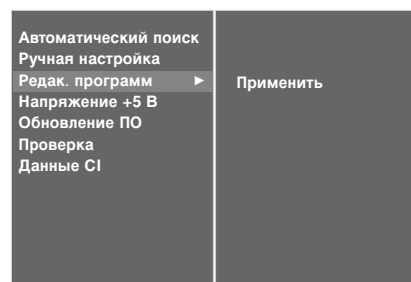 Автоматический поиск
Ручная настройка
Редак. программ ►
Применить
Напряжение +5 В
Обновление ПО
Проверка
Данные CI